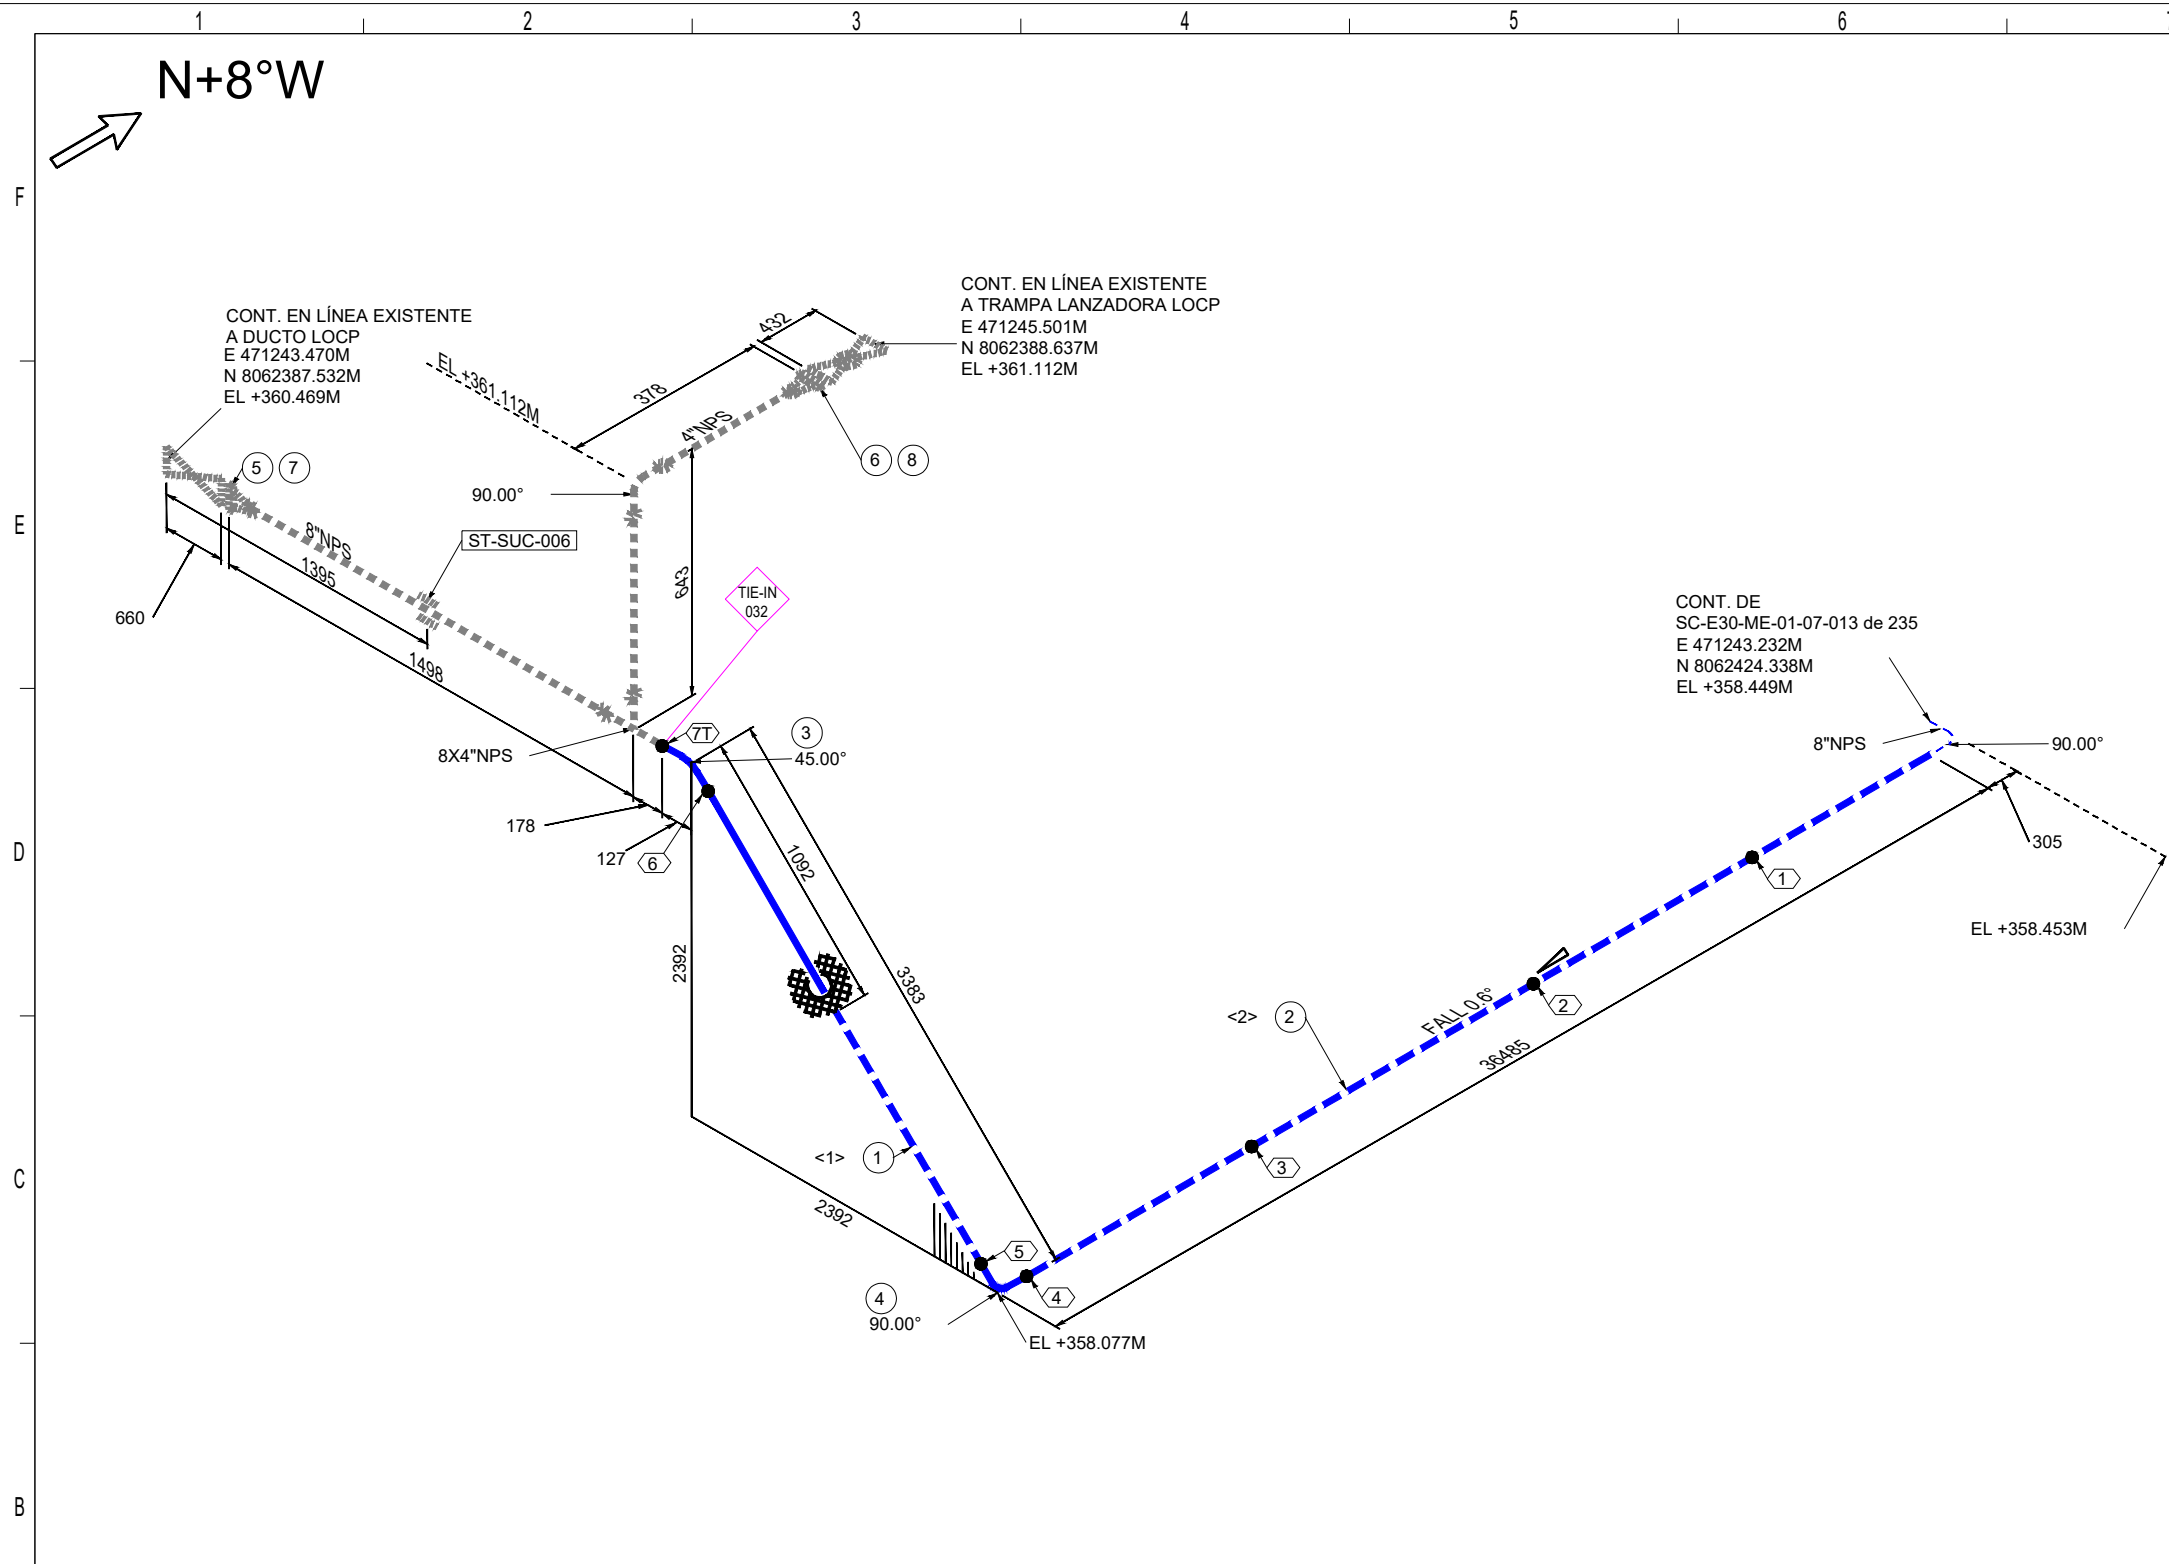 1 2 3 4 5 6
N+8°W
F
CONT. EN LÍNEA EXISTENTE
A DUCTO LOCP
E 471243.470M
N 8062387.532M
EL +360.469M
CONT. EN LÍNEA EXISTENTE
A TRAMPA LANZADORA LOCP
E 471245.501M
N 8062388.637M
EL +361.112M
432
378
EL +361.112M
4"NPS
6 8
5 7
90.00°
E
8"NPS
ST-SUC-006
1395
643
660
TIE-IN
032
1498
CONT. DE
SC-E30-ME-01-07-013 de 235
E 471243.232M
N 8062424.338M
EL +358.449M
7T
3
45.00°
8X4"NPS
8"NPS
90.00°
178
127
6
D
1092
305
1
EL +358.453M
2392
3383
2
<2> 2
FALL 0.6°
36485
<1> 1
3
C
2392
5
4
4
90.00°
EL +358.077M
B